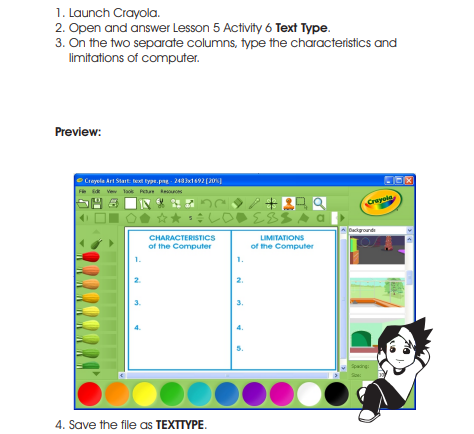 1. Launch Crayola.
2. Open and answer Lesson 5 Activity 6 Text Type.
3. On the two separate columns, type the characteristics and
limitations of computer.
Preview:
Crayola Art Start: text type.png - 2483x1692 [20%]
File Edit View Tools Picture Resources
Crayola
Backgrounds
CHARACTERISTICS
of the Computer
1.
2.
3.
4.
LIMITATIONS
of the Computer
1.
2.
3.
4.
5.
Spacing:
Size:
4. Save the file as TEXTTYPE.